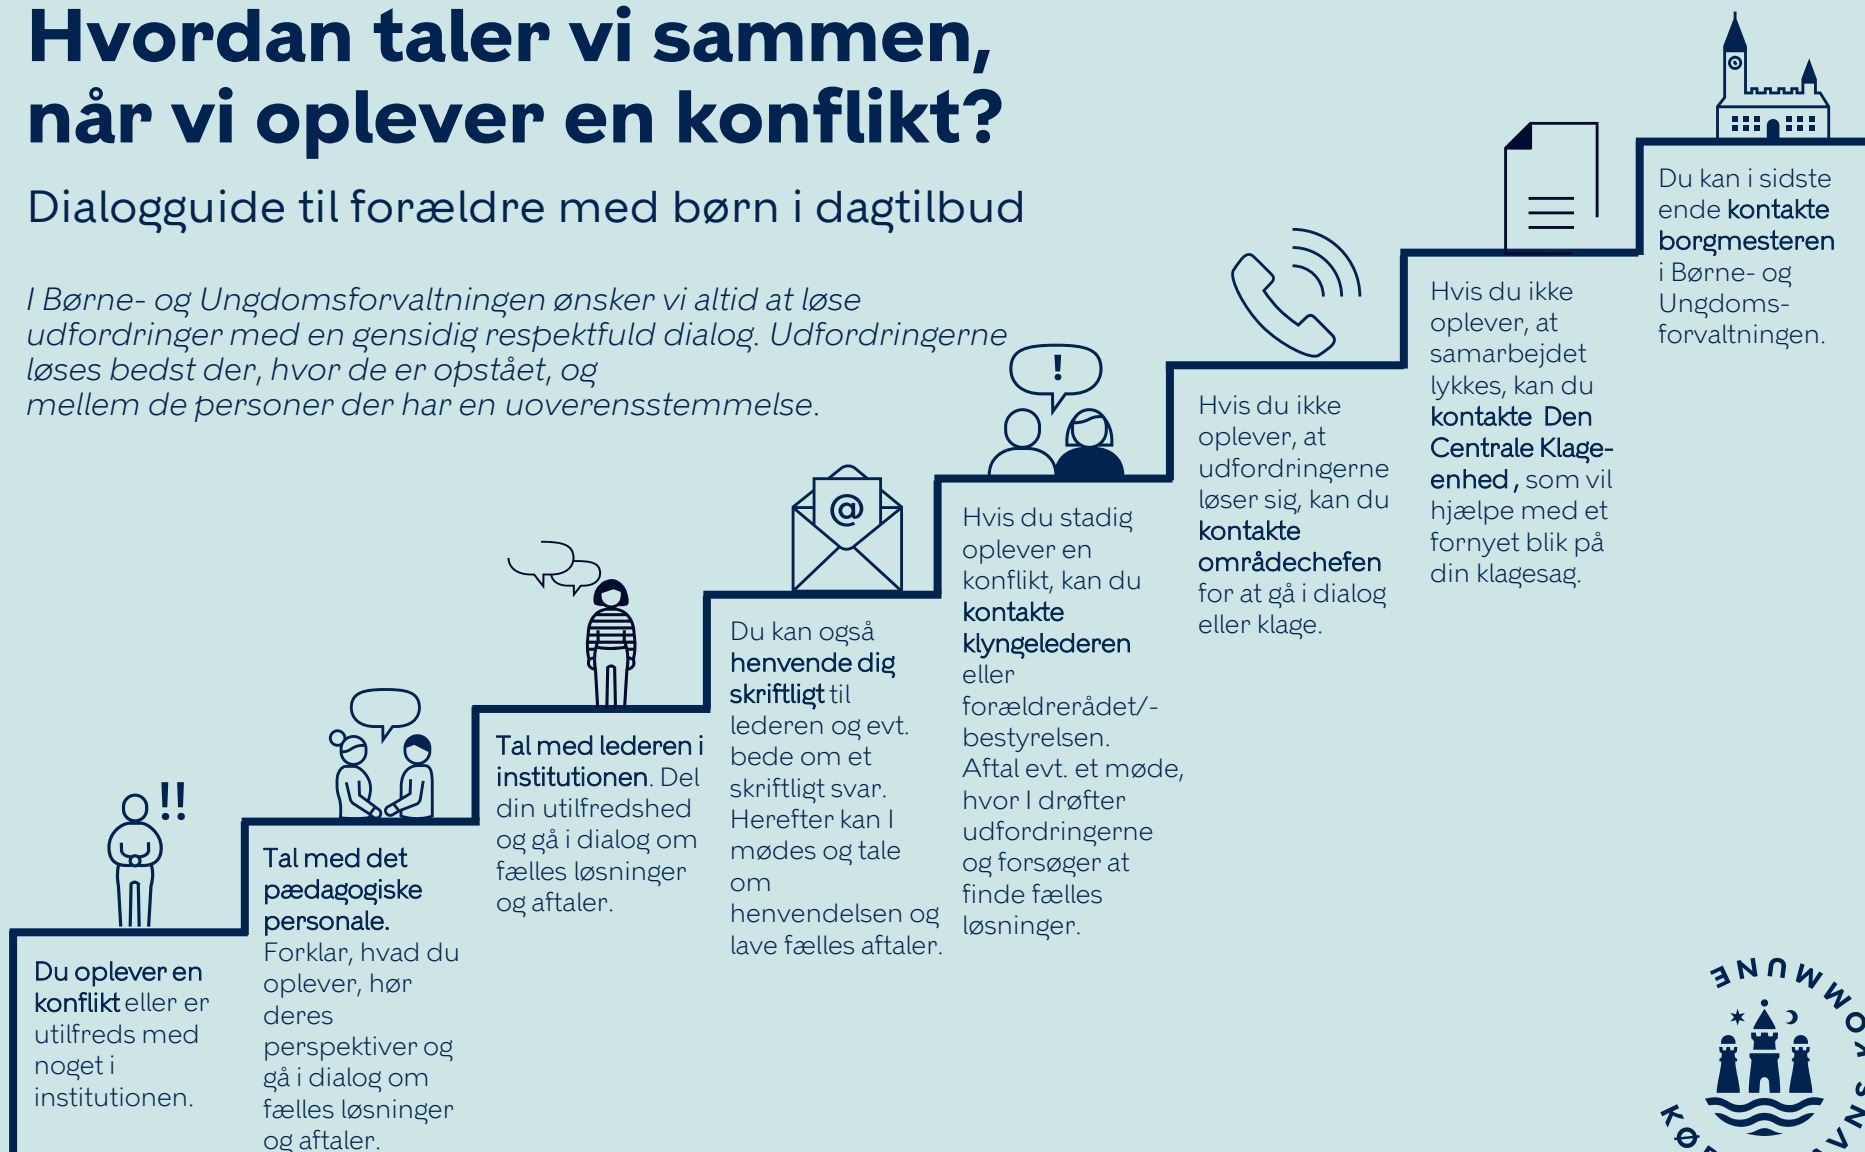 Hvordan taler vi sammen,
når vi oplever en konflikt?
Dialogguide til forældre med børn i dagtilbud
I Børne- og Ungdomsforvaltningen ønsker vi altid at løse
udfordringer med en gensidig respektfuld dialog. Udfordringerne
løses bedst der, hvor de er opstået, og
mellem de personer der har en uoverensstemmelse.
!!
Du oplever en
konflikt eller er
utilfreds med
noget i
institutionen.
Tal med det
pædagogiske
personale.
Forklar, hvad du
oplever, hør
deres
perspektiver og
gå i dialog om
fælles løsninger
og aftaler.
Tal med lederen i
institutionen. Del
din utilfredshed
og gå i dialog om
fælles løsninger
og aftaler.
@
Du kan også
henvende dig
skriftligt til
lederen og evt.
bede om et
skriftligt svar.
Herefter kan I
mødes og tale
om
henvendelsen og
lave fælles aftaler.
!
Hvis du stadig
oplever en
konflikt, kan du
kontakte
klyngelederen
eller
forældrerådet/-
bestyrelsen.
Aftal evt. et møde,
hvor I drøfter
udfordringerne
og forsøger at
finde fælles
løsninger.
Hvis du ikke
oplever, at
udfordringerne
løser sig, kan du
kontakte
områdechefen
for at gå i dialog
eller klage.
Hvis du ikke
oplever, at
samarbejdet
lykkes, kan du
kontakte Den
Centrale Klage-
enhed, som vil
hjælpe med et
fornyet blik på
din klagesag.
Du kan i sidste
ende kontakte
borgmesteren
i Børne- og
Ungdoms-
forvaltningen.